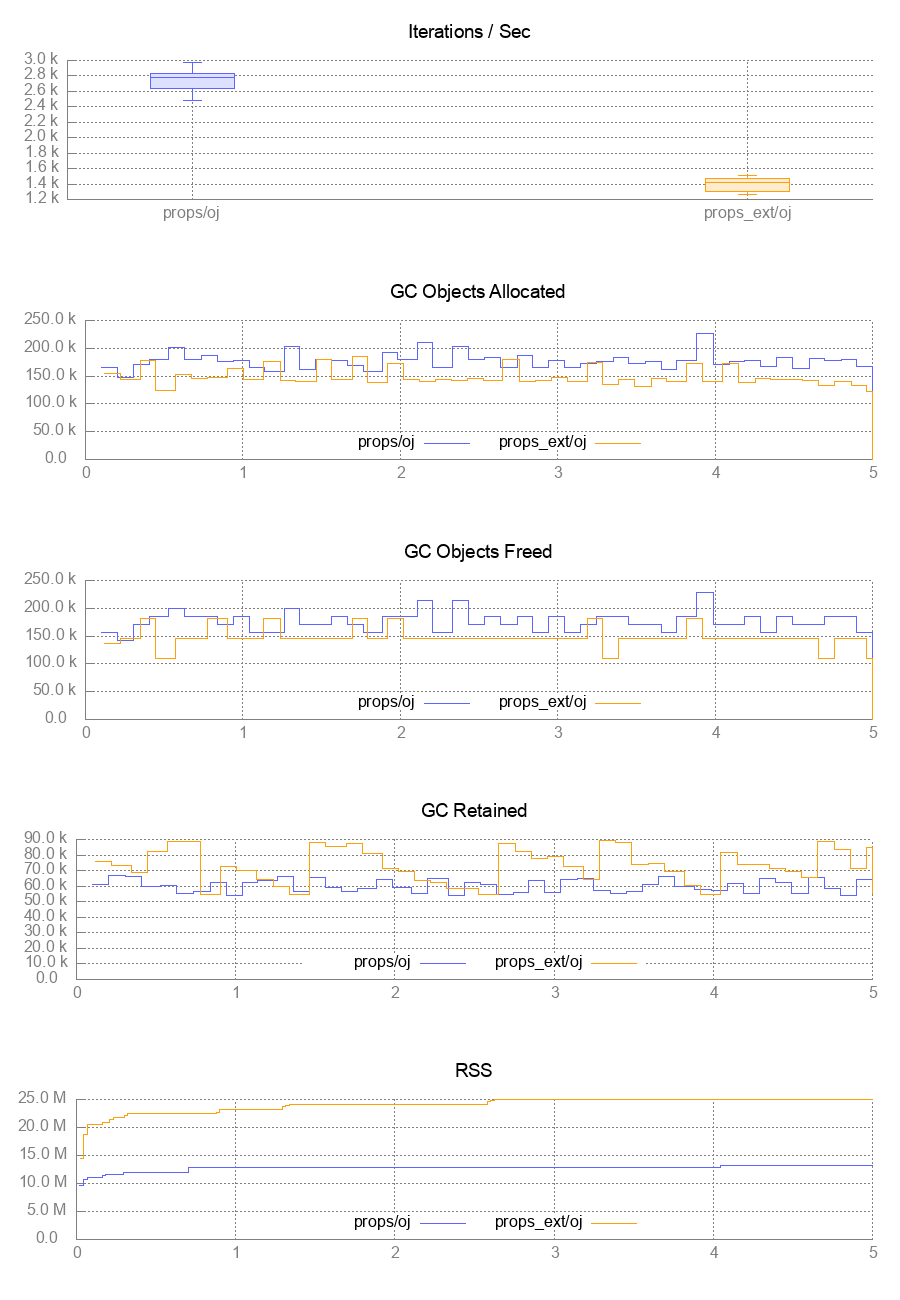 Iterations / Sec
3.0 k
2.8 k
2.6 k
2.4 k
2.2 k
2.0 k
1.8 k
1.6 k
1.4 k
1.2 k
props/oj props_ext/oj
GC Objects Allocated
250.0 k
200.0 k
150.0 k
100.0 k
50.0 k
props/oj props_ext/oj
0.0
0 1 2 3 4 5
GC Objects Freed
250.0 k
200.0 k
150.0 k
100.0 k
50.0 k
props/oj props_ext/oj
0.0
0 1 2 3 4 5
GC Retained
90.0 k
80.0 k
70.0 k
60.0 k
50.0 k
40.0 k
30.0 k
20.0 k
10.0 k props/oj props_ext/oj
0.0
0 1 2 3 4 5
RSS
25.0 M
20.0 M
15.0 M
10.0 M
5.0 M
props/oj props_ext/oj
0.0
0 1 2 3 4 5